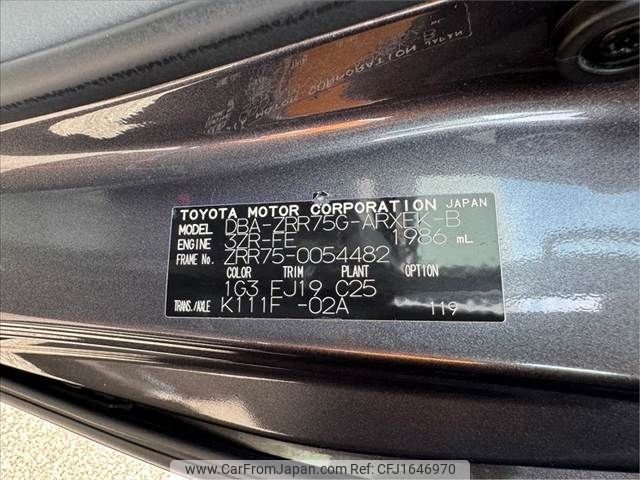 TOYOTA MOTOR CORPORATION JAPAN
MODEL DBA-ZRR75G-ARXEK-B
ENGINE 3ZR-FE 1986 mL
FRAME No. ZRR75-0054482
COLOR TRIM PLANT OPTION
1G3 FJ19 C25
TRANS./AXLE K111F -02A 119
www.CarFromJapan.com - CFJ1646970